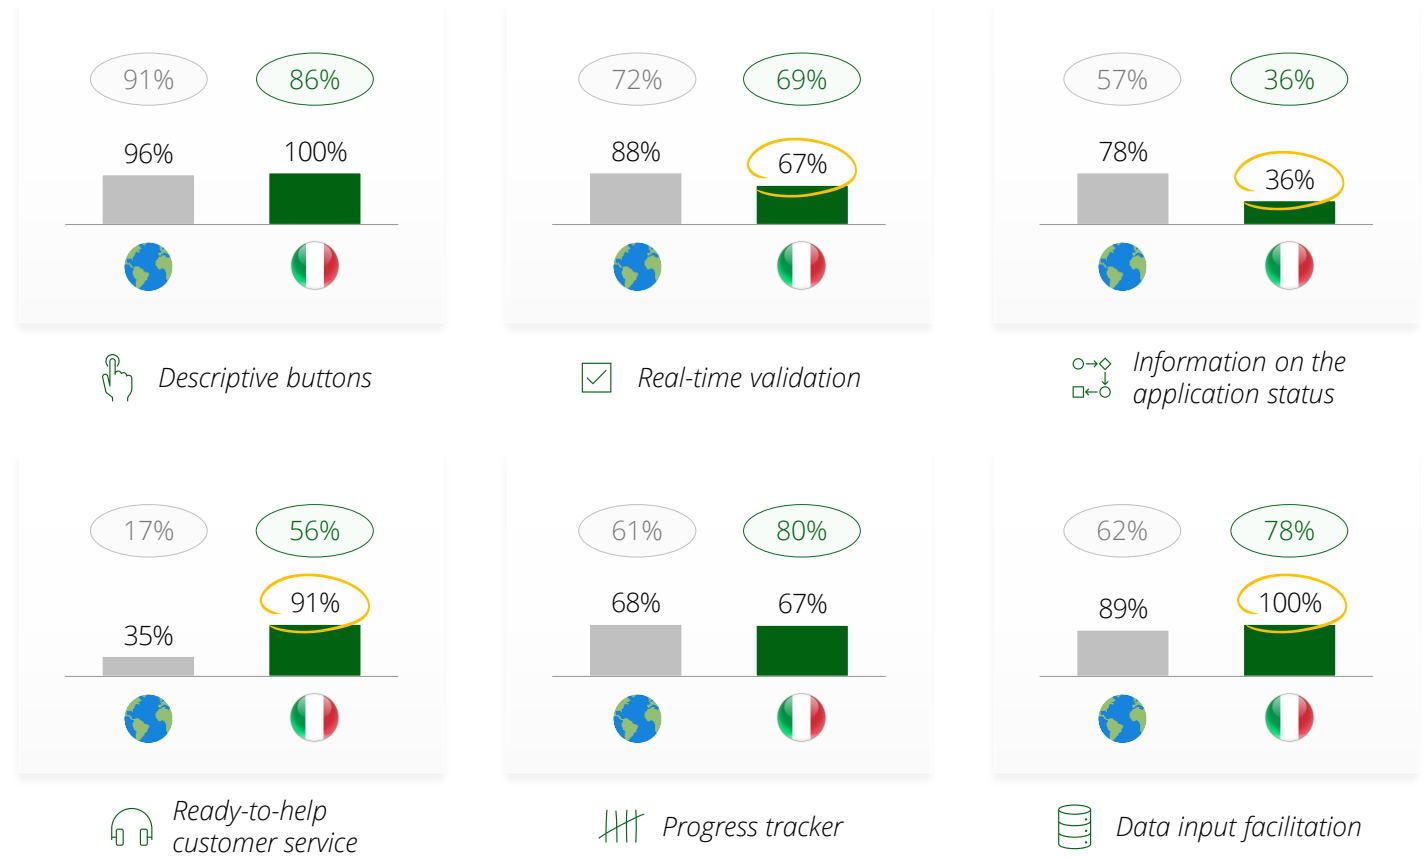 91% 86%
96% 100%
Descriptive buttons
72% 69%
88% 67%
Real-time validation
57% 36%
78% 36%
Information on the
application status
17% 56%
35% 91%
Ready-to-help
customer service
61% 80%
68% 67%
Progress tracker
62% 78%
89% 100%
Data input facilitation